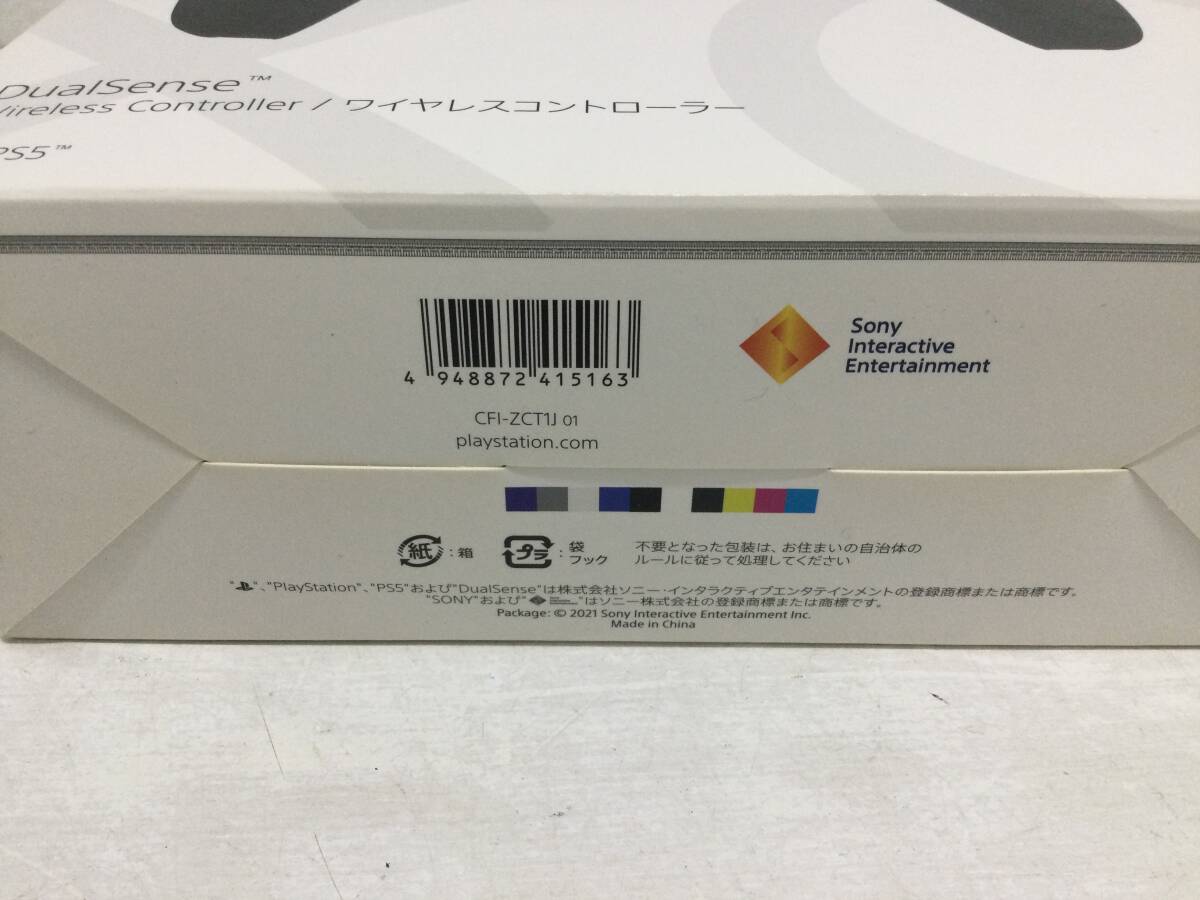 DualSense™
Wireless Controller / ワイヤレスコントローラー
PS5™
4 948872 415163
CFI-ZCT1J 01
playstation.com
Sony
Interactive
Entertainment
紙 : 箱
プラ : 袋
フック
不要となった包装は、お住まいの自治体の
ルールに従って処理してください
" "、"PlayStation"、"PS5"および"DualSense"は株式会社ソニー・インタラクティブエンタテインメントの登録商標または商標です。
"SONY"および" "はソニー株式会社の登録商標または商標です。
Package: © 2021 Sony Interactive Entertainment Inc.
Made in China